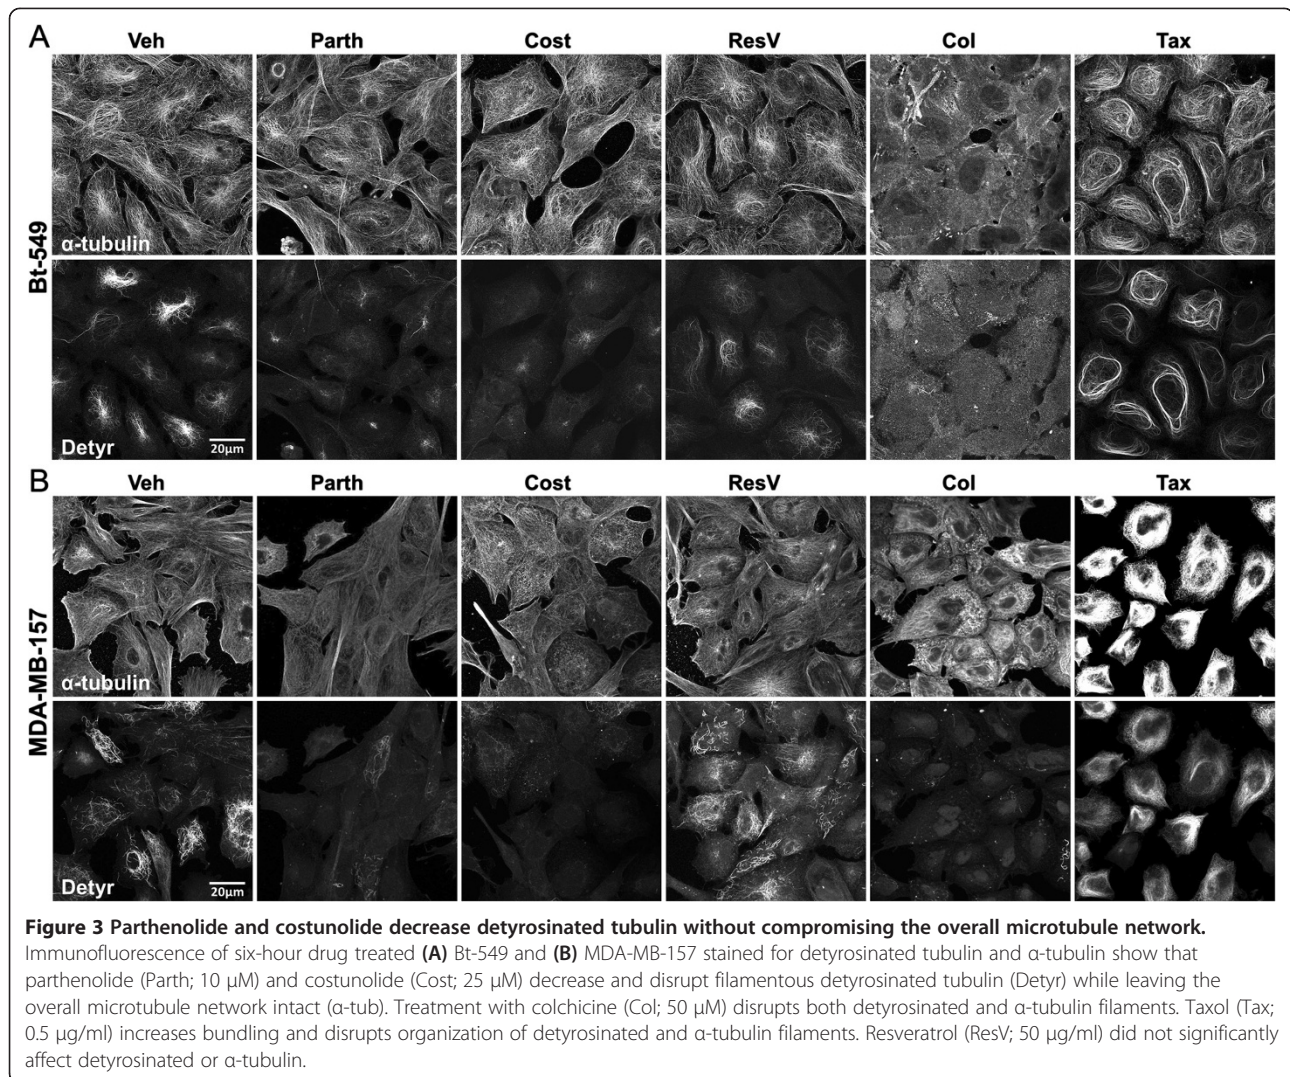 A
Veh Parth Cost ResV Col Tax
Bt-549
α-tubulin
Detyr
20μm
B
Veh Parth Cost ResV Col Tax
MDA-MB-157
α-tubulin
Detyr
20μm
Figure 3 Parthenolide and costunolide decrease detyrosinated tubulin without compromising the overall microtubule network.
Immunofluorescence of six-hour drug treated (A) Bt-549 and (B) MDA-MB-157 stained for detyrosinated tubulin and α-tubulin show that
parthenolide (Parth; 10 μM) and costunolide (Cost; 25 μM) decrease and disrupt filamentous detyrosinated tubulin (Detyr) while leaving the
overall microtubule network intact (α-tub). Treatment with colchicine (Col; 50 μM) disrupts both detyrosinated and α-tubulin filaments. Taxol (Tax;
0.5 μg/ml) increases bundling and disrupts organization of detyrosinated and α-tubulin filaments. Resveratrol (ResV; 50 μg/ml) did not significantly
affect detyrosinated or α-tubulin.